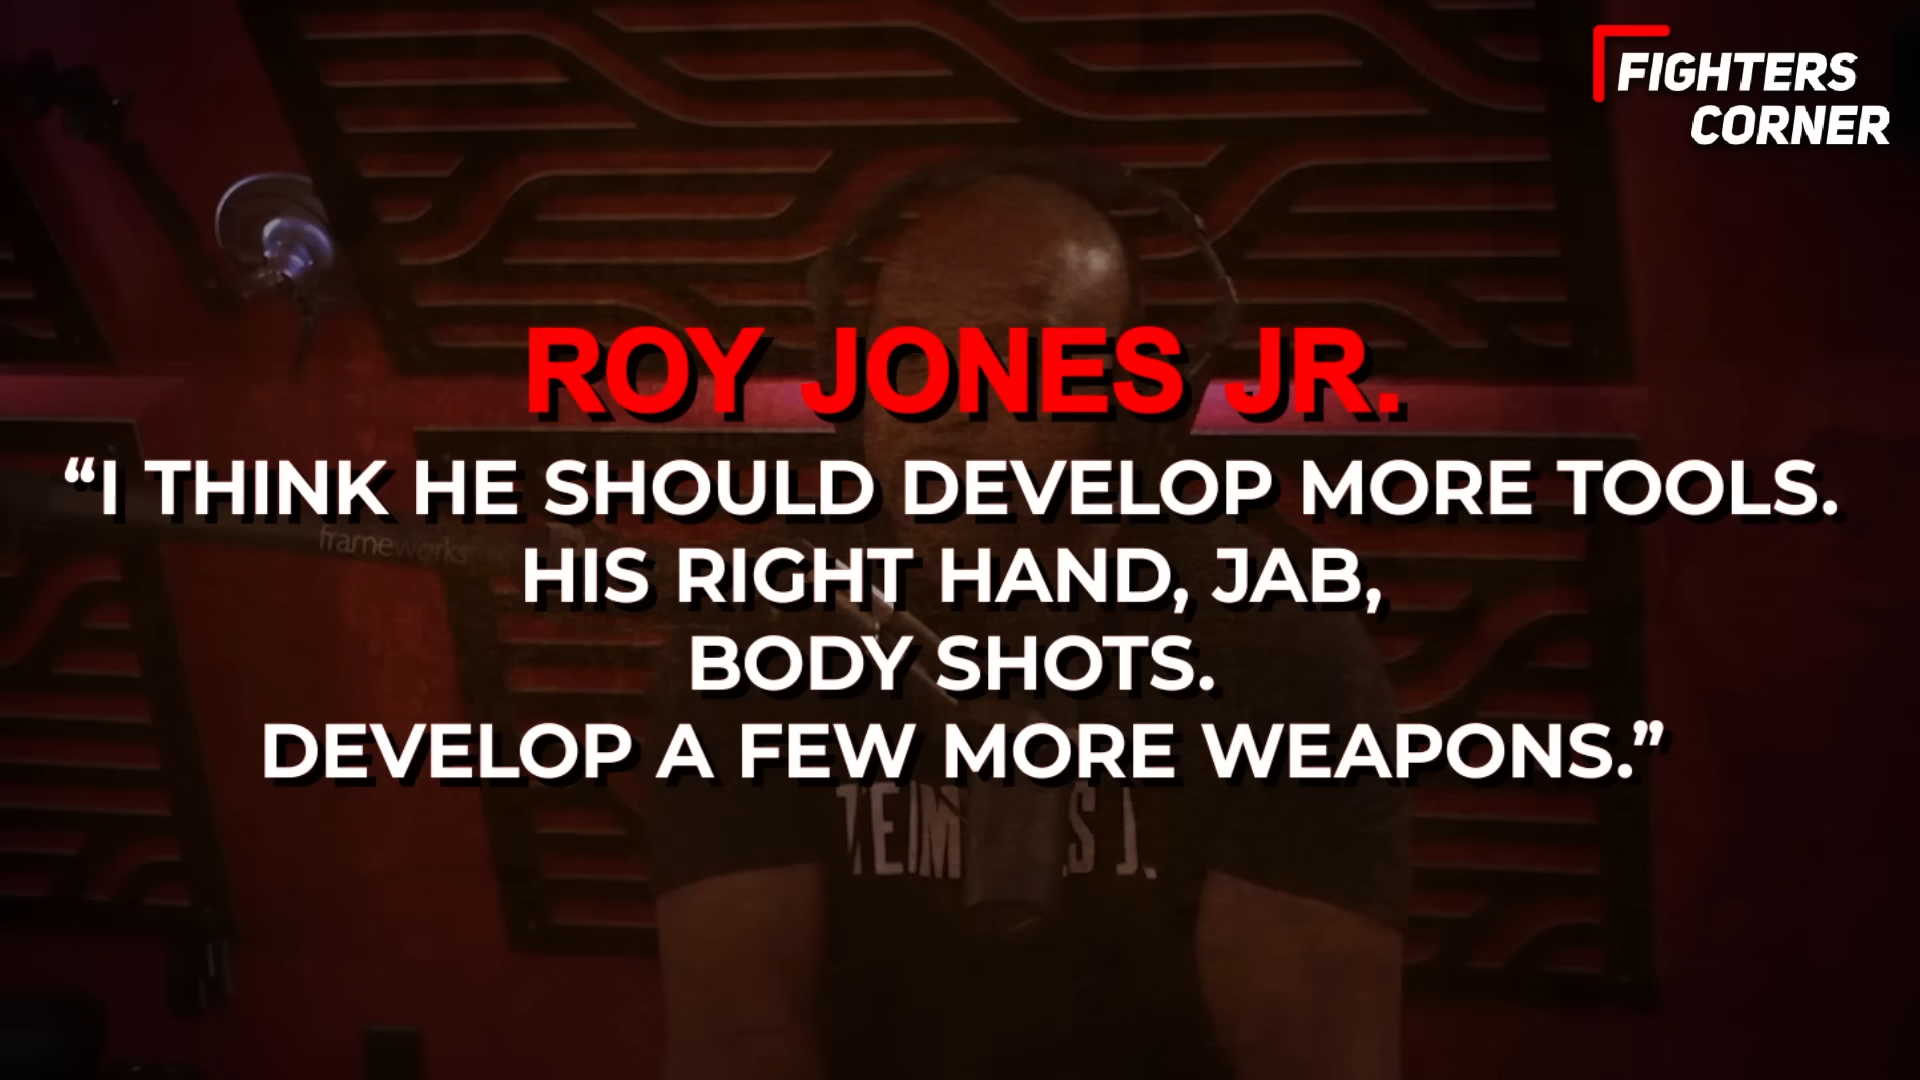 FIGHTERS
CORNER
ROY JONES JR.
“I THINK HE SHOULD DEVELOP MORE TOOLS.
HIS RIGHT HAND, JAB,
frameworks
BODY SHOTS.
DEVELOP A FEW MORE WEAPONS.”